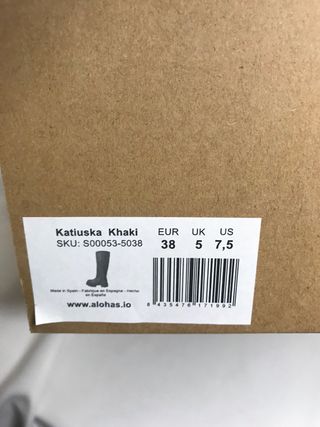 Katiuska Khaki EUR UK US
SKU: S00053-5038 38 5 7,5
Made in Spain - Fabriqué en Espagne - Hecho
en España
www.alohas.io 8 435476 171992